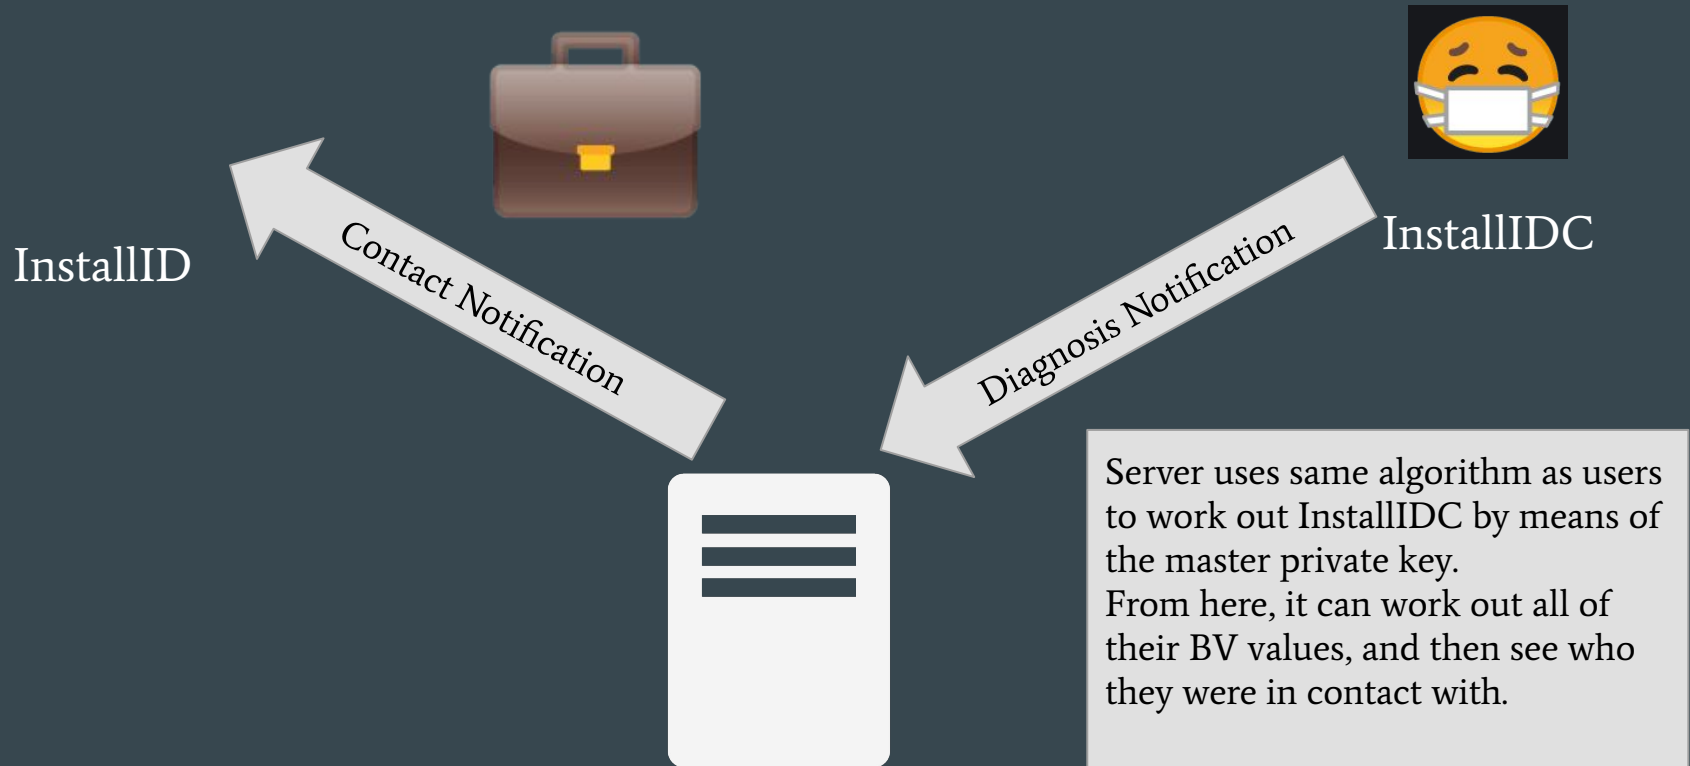 InstallID
Contact Notification
Diagnosis Notification
InstallIDC
Server uses same algorithm as users
to work out InstallIDC by means of
the master private key.
From here, it can work out all of
their BV values, and then see who
they were in contact with.